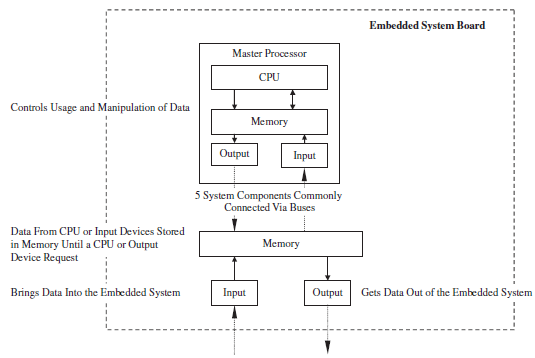 Embedded System Board
Master Processor
CPU
Controls Usage and Manipulation of Data
Memory
Output
Input
5 System Components Commonly
Connected Via Buses
Data From CPU or Input Devices Stored
in Memory Until a CPU or Output
Device Request
Memory
Brings Data Into the Embedded System
Input
Output
Gets Data Out of the Embedded System